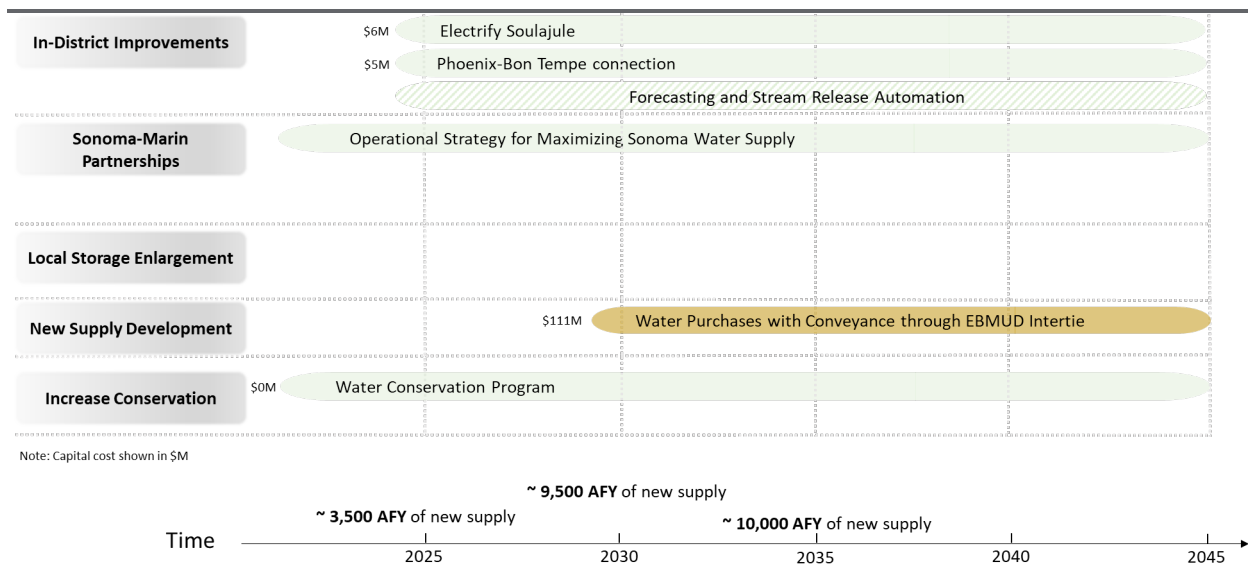 In-District Improvements
$6M
Electrify Soulajule
$5M
Phoenix-Bon Tempe connection
Forecasting and Stream Release Automation
Sonoma-Marin
Partnerships
Operational Strategy for Maximizing Sonoma Water Supply
Local Storage Enlargement
New Supply Development
$111M
Water Purchases with Conveyance through EBMUD Intertie
Increase Conservation
$0M
Water Conservation Program
Note: Capital cost shown in $M
~ 9,500 AFY of new supply
~ 3,500 AFY of new supply
~ 10,000 AFY of new supply
Time
2025
2030
2035
2040
2045